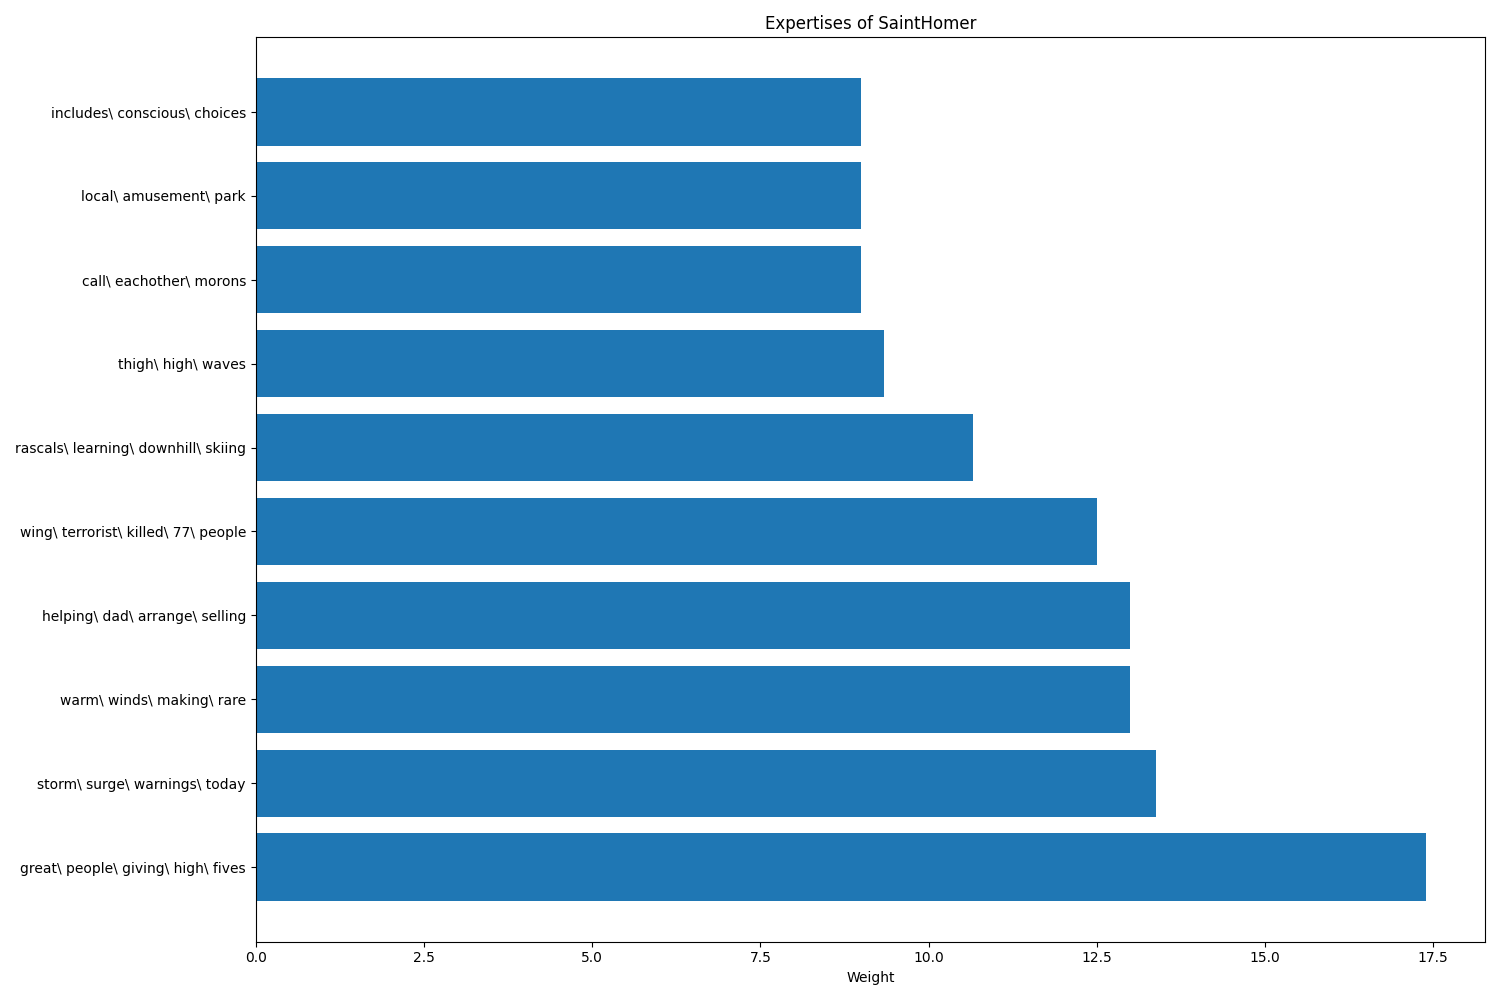 Expertises of SaintHomer
includes\ conscious\ choices
local\ amusement\ park
call\ eachother\ morons
thigh\ high\ waves
rascals\ learning\ downhill\ skiing
wing\ terrorist\ killed\ 77\ people
helping\ dad\ arrange\ selling
warm\ winds\ making\ rare
storm\ surge\ warnings\ today
great\ people\ giving\ high\ fives
0.0 2.5 5.0 7.5 10.0 12.5 15.0 17.5
Weight